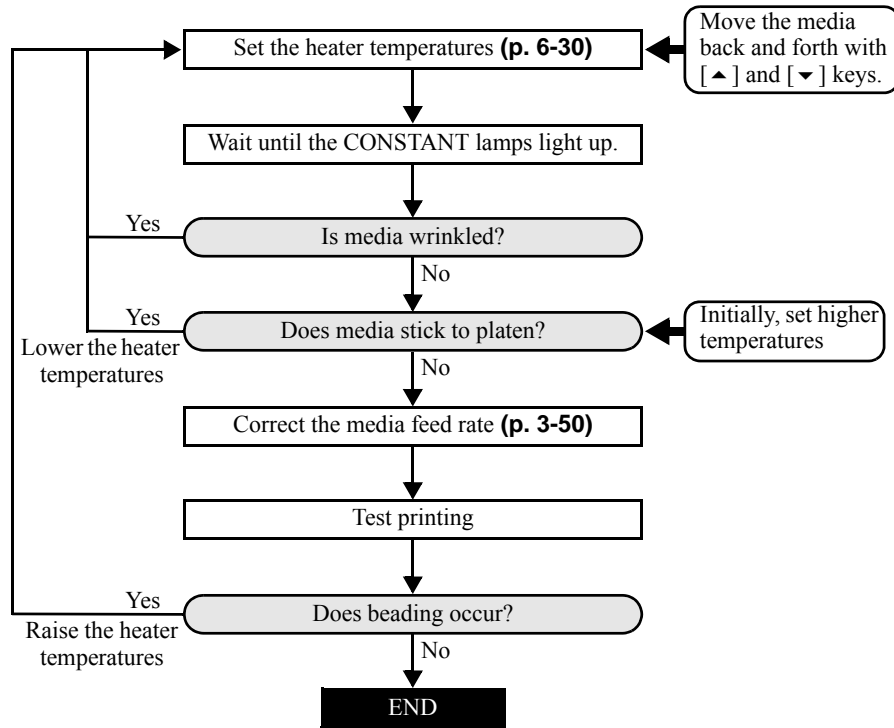 Set the heater temperatures (p. 6-30)
Move the media
back and forth with
[▲] and [▼] keys.
Wait until the CONSTANT lamps light up.
Yes
Is media wrinkled?
No
Yes
Does media stick to platen?
Initially, set higher
temperatures
Lower the heater
temperatures
No
Correct the media feed rate (p. 3-50)
Test printing
Yes
Does beading occur?
Raise the heater
temperatures
No
END